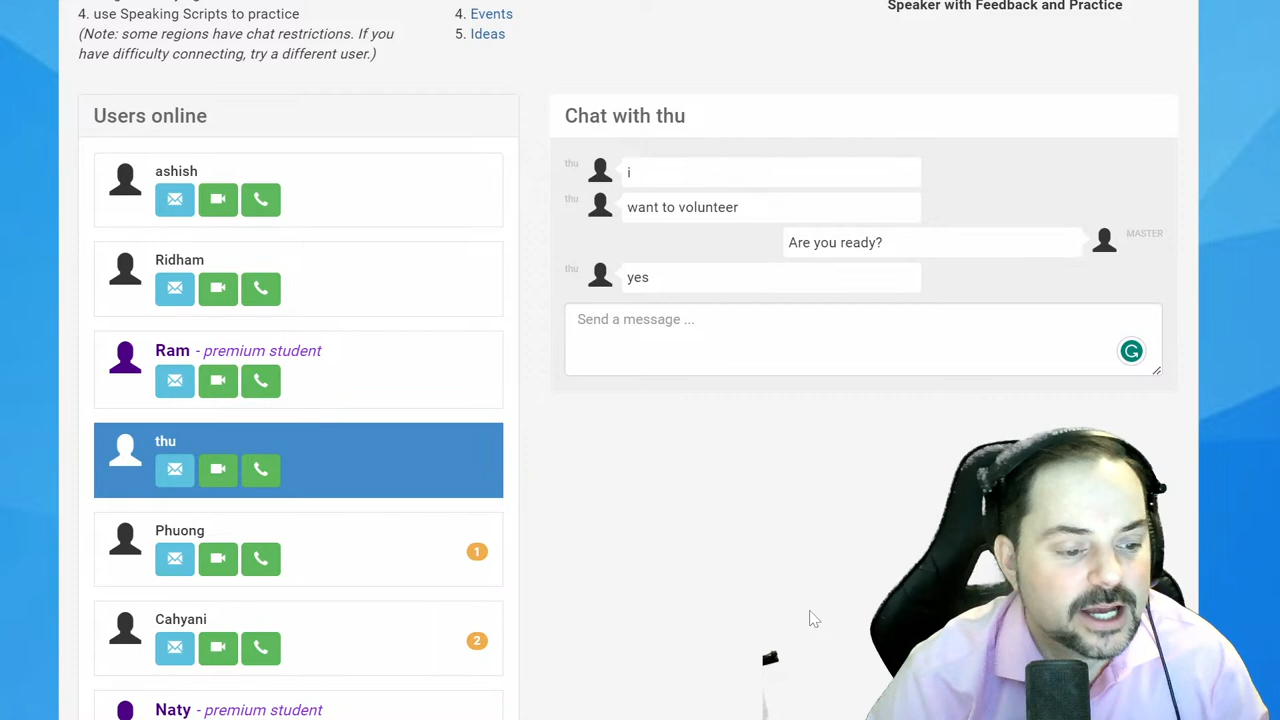 4. use Speaking Scripts to practice
(Note: some regions have chat restrictions. If you
have difficulty connecting, try a different user.)
4. Events
5. Ideas
Speaker with Feedback and Practice
Users online
ashish
Ridham
Ram - premium student
thu
Phuong
1
Cahyani
2
Naty - premium student
Chat with thu
thu
i
thu
want to volunteer
Are you ready?
MASTER
thu
yes
Send a message ...